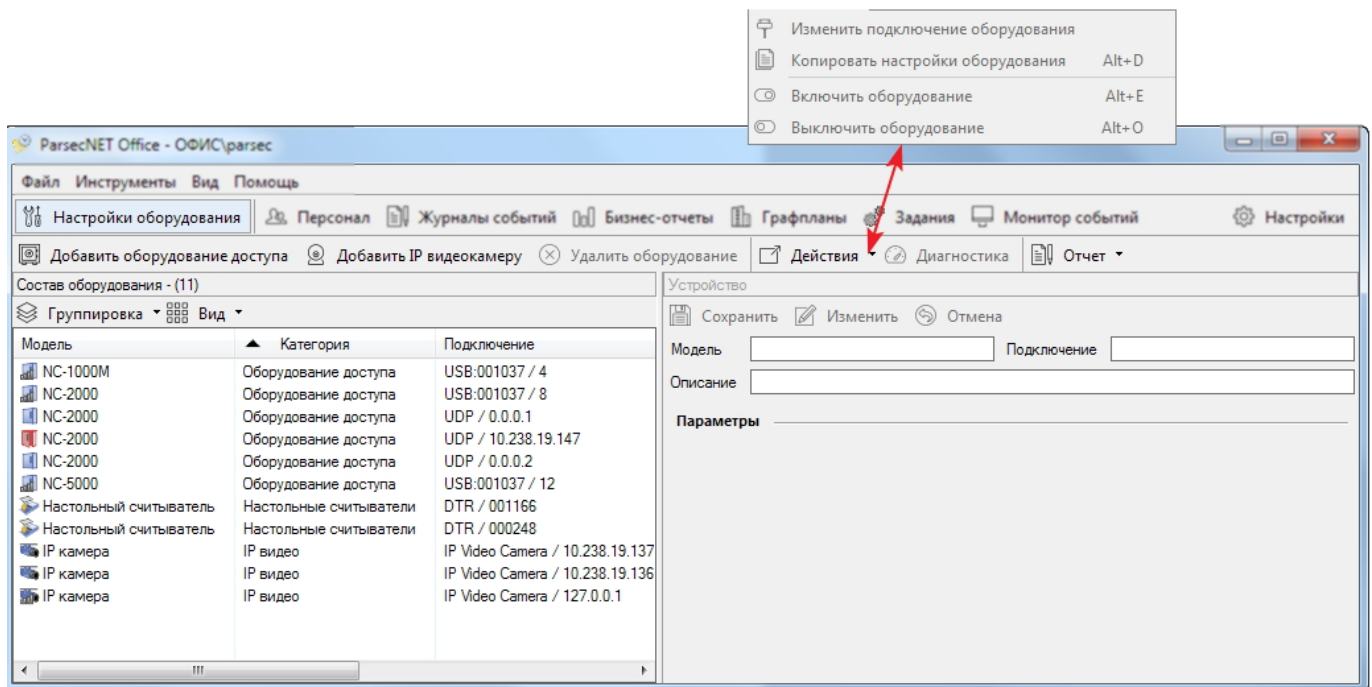 Изменить подключение оборудования
Копировать настройки оборудования Alt+D
Включить оборудование Alt+E
Выключить оборудование Alt+O
ParsecNET Office - ОФИС\parsec
Файл Инструменты Вид Помощь
Настройки оборудования Персонал Журналы событий Бизнес-отчеты Графпланы Задания Монитор событий Настройки
Добавить оборудование доступа Добавить IP видеокамеру Удалить оборудование Действия Диагностика Отчет
Состав оборудования - (11) Устройство
Группировка Вид Сохранить Изменить Отмена
Модель Категория Подключение Модель Подключение
Описание
Параметры
NC-1000M Оборудование доступа USB:001037 / 4
NC-2000 Оборудование доступа USB:001037 / 8
NC-2000 Оборудование доступа UDP / 0.0.0.1
NC-2000 Оборудование доступа UDP / 10.238.19.147
NC-2000 Оборудование доступа UDP / 0.0.0.2
NC-5000 Оборудование доступа USB:001037 / 12
Настольный считыватель Настольные считыватели DTR / 001166
Настольный считыватель Настольные считыватели DTR / 000248
IP камера IP видео IP Video Camera / 10.238.19.137
IP камера IP видео IP Video Camera / 10.238.19.136
IP камера IP видео IP Video Camera / 127.0.0.1